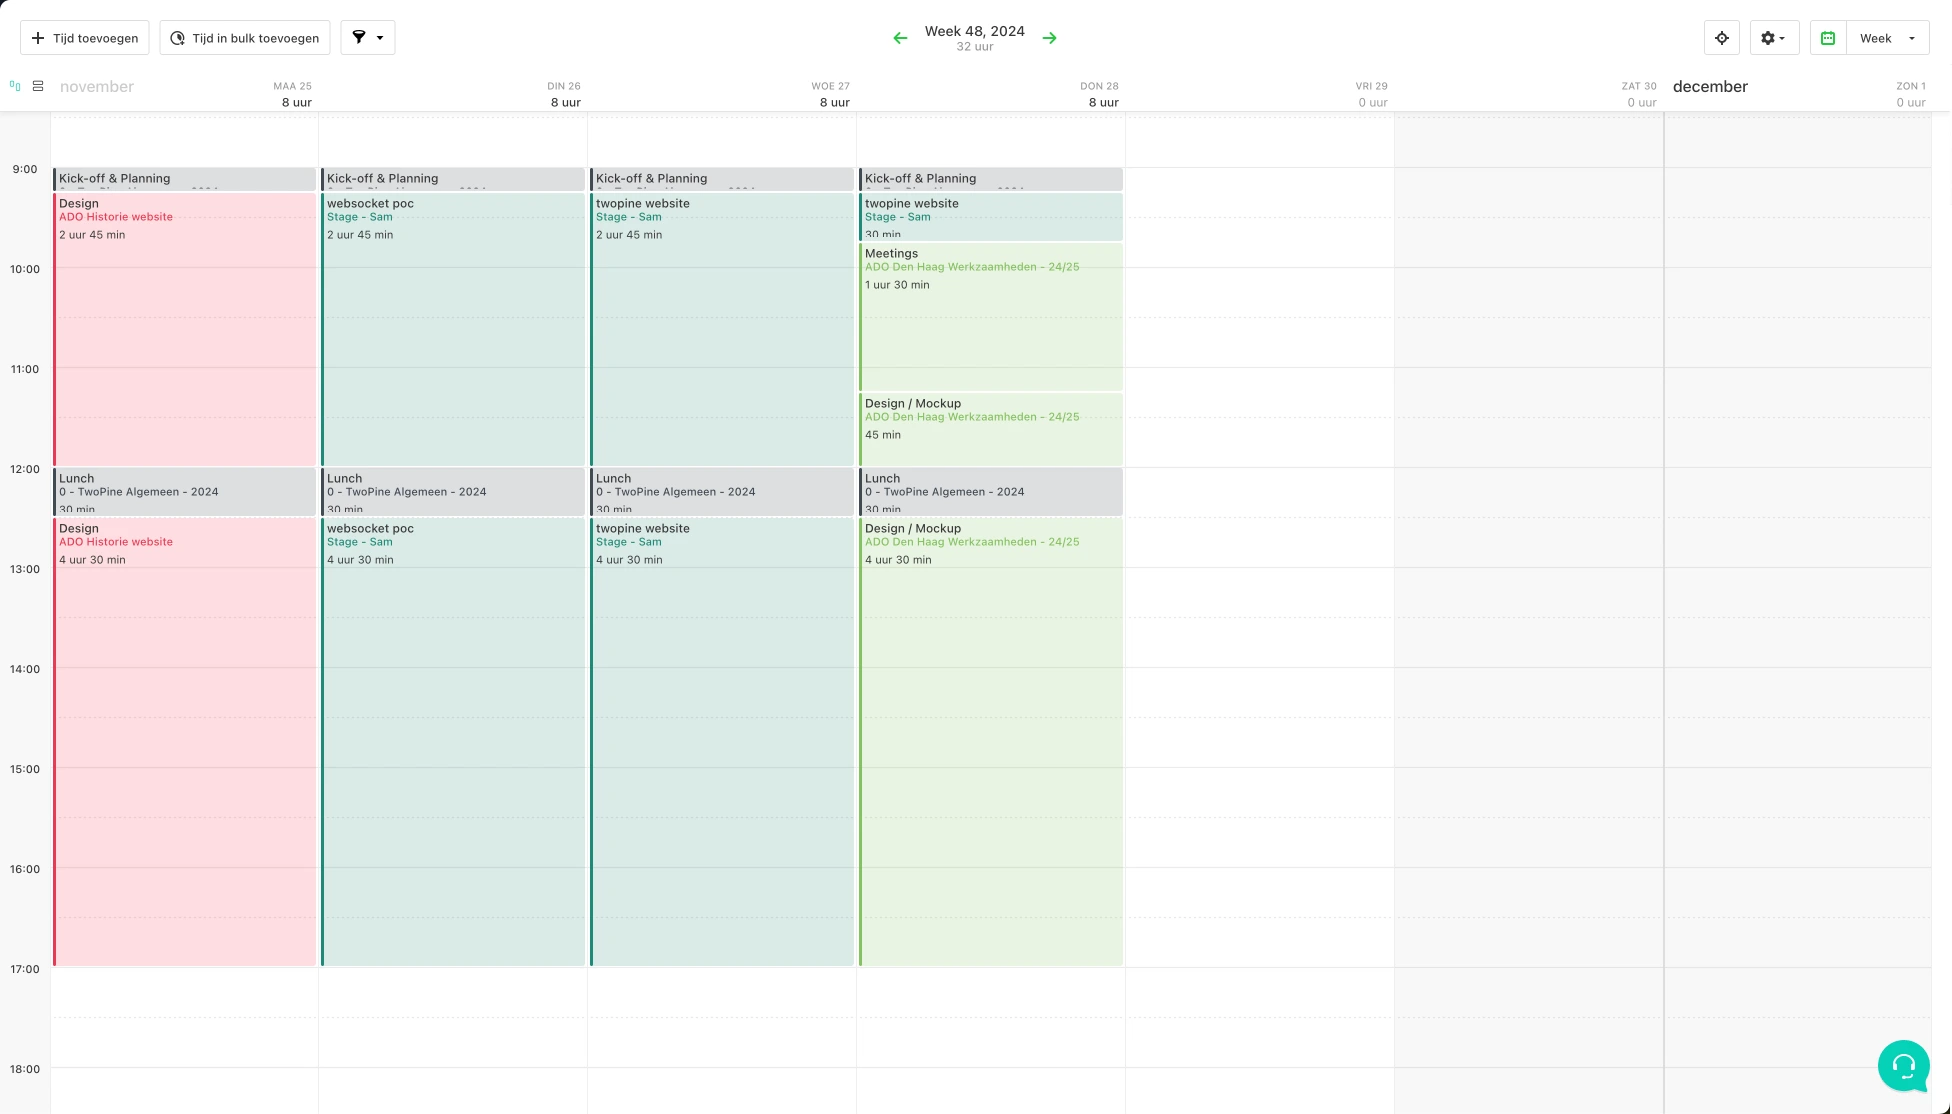 Tijd toevoegen
Tijd in bulk toevoegen
Week 48, 2024
32 uur
Week
november
MAA 25
8 uur
DIN 26
8 uur
WOE 27
8 uur
DON 28
8 uur
VRI 29
0 uur
ZAT 30
0 uur
december
ZON 1
0 uur
9:00
10:00
11:00
12:00
13:00
14:00
15:00
16:00
17:00
18:00
Kick-off & Planning
Design
ADO Historie website
2 uur 45 min
Lunch
0 - TwoPine Algemeen - 2024
30 min
Design
ADO Historie website
4 uur 30 min
Kick-off & Planning
websocket poc
Stage - Sam
2 uur 45 min
Lunch
0 - TwoPine Algemeen - 2024
30 min
websocket poc
Stage - Sam
4 uur 30 min
Kick-off & Planning
twopine website
Stage - Sam
2 uur 45 min
Lunch
0 - TwoPine Algemeen - 2024
30 min
twopine website
Stage - Sam
4 uur 30 min
Kick-off & Planning
twopine website
Stage - Sam
30 min
Meetings
ADO Den Haag Werkzaamheden - 24/25
1 uur 30 min
Design / Mockup
ADO Den Haag Werkzaamheden - 24/25
45 min
Lunch
0 - TwoPine Algemeen - 2024
30 min
Design / Mockup
ADO Den Haag Werkzaamheden - 24/25
4 uur 30 min